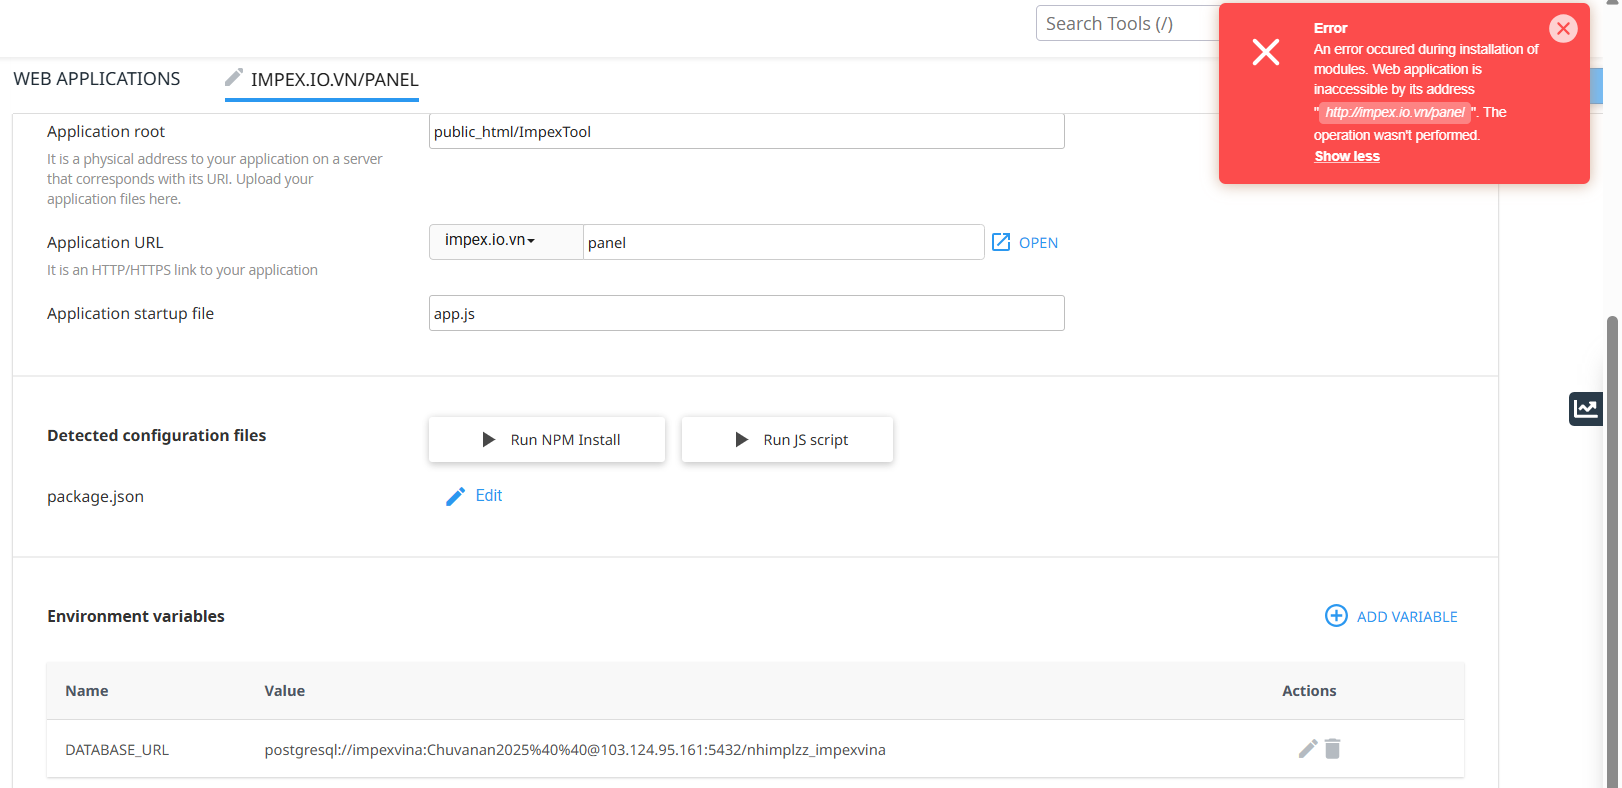 Search Tools (/)
WEB APPLICATIONS
IMPEX.IO.VN/PANEL
Error
An error occured during installation of
modules. Web application is
inaccessible by its address
"http://impex.io.vn/panel". The
operation wasn't performed.
Show less
Application root
public_html/ImpexTool
It is a physical address to your application on a server
that corresponds with its URI. Upload your
application files here.
Application URL
impex.io.vn
panel
OPEN
It is an HTTP/HTTPS link to your application
Application startup file
app.js
Detected configuration files
Run NPM Install
Run JS script
package.json
Edit
Environment variables
ADD VARIABLE
Name Value Actions
DATABASE_URL postgresql://impexvina:Chuvanan2025%40%40@103.124.95.161:5432/nhimplzz_impexvina